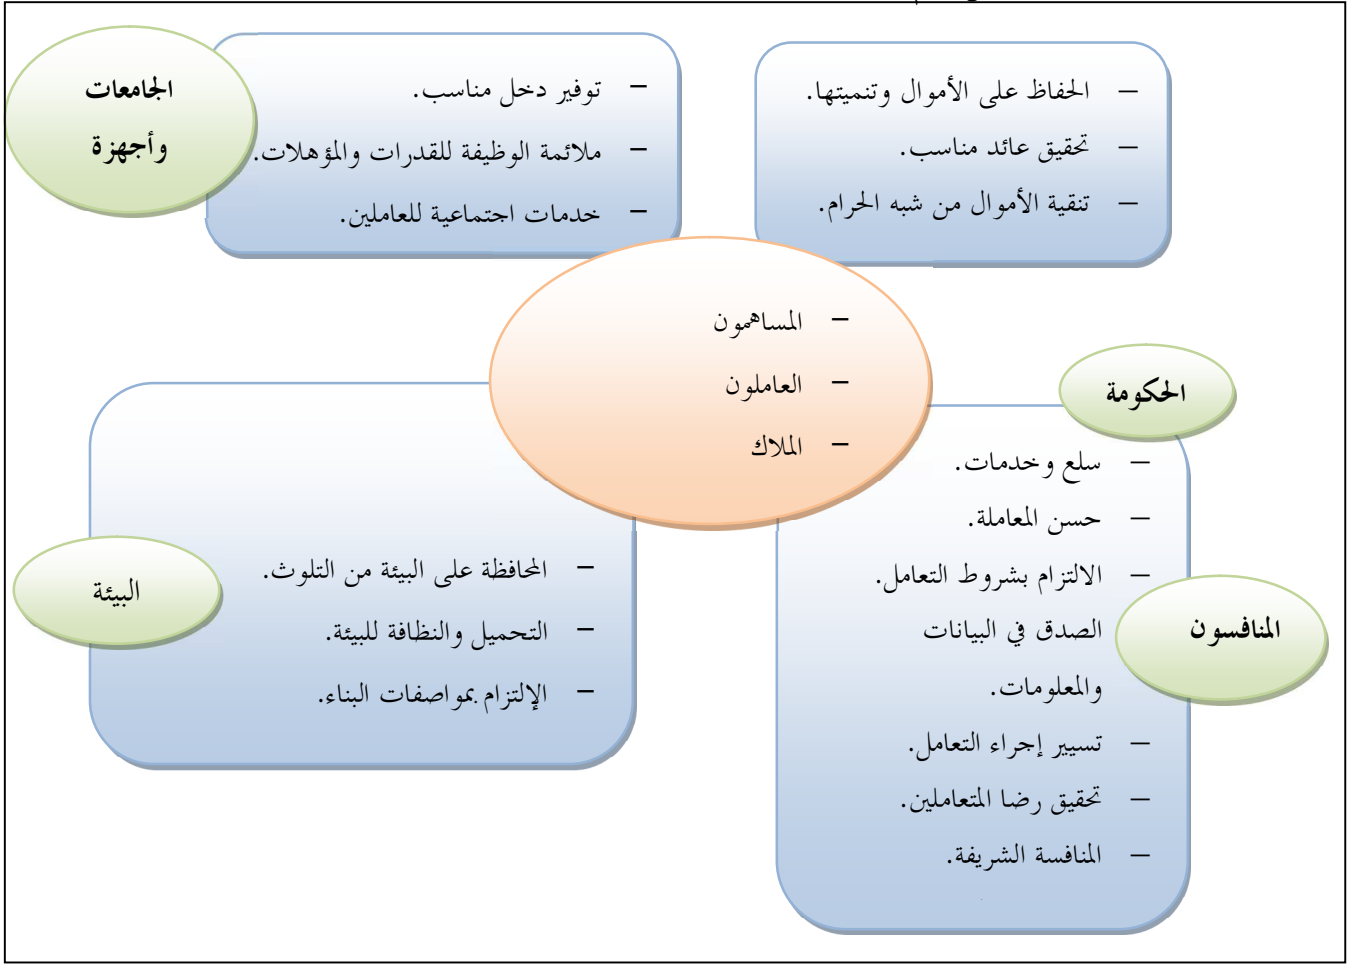 – الحفاظ على الأموال وتنميتها.
– تحقيق عائد مناسب.
– تنقية الأموال من شبه الحرام.
الجامعات
وأجهزة
– توفير دخل مناسب.
– ملائمة الوظيفة للقدرات والمؤهلات.
– خدمات اجتماعية للعاملين.
– المساهمون
– العاملون
– الملاك
الحكومة
– سلع وخدمات.
– حسن المعاملة.
– الالتزام بشروط التعامل.
الصدق في البيانات
والمعلومات.
– تسيير إجراء التعامل.
– تحقيق رضا المتعاملين.
– المنافسة الشريفة.
المنافسون
– المحافظة على البيئة من التلوث.
– التحميل والنظافة للبيئة.
– الإلتزام بمواصفات البناء.
البيئة